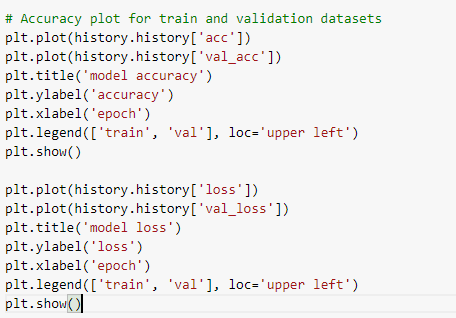 # Accuracy plot for train and validation datasets
plt.plot(history.history['acc'])
plt.plot(history.history['val_acc'])
plt.title('model accuracy')
plt.ylabel('accuracy')
plt.xlabel('epoch')
plt.legend(['train', 'val'], loc='upper left')
plt.show()
plt.plot(history.history['loss'])
plt.plot(history.history['val_loss'])
plt.title('model loss')
plt.ylabel('loss')
plt.xlabel('epoch')
plt.legend(['train', 'val'], loc='upper left')
plt.show()